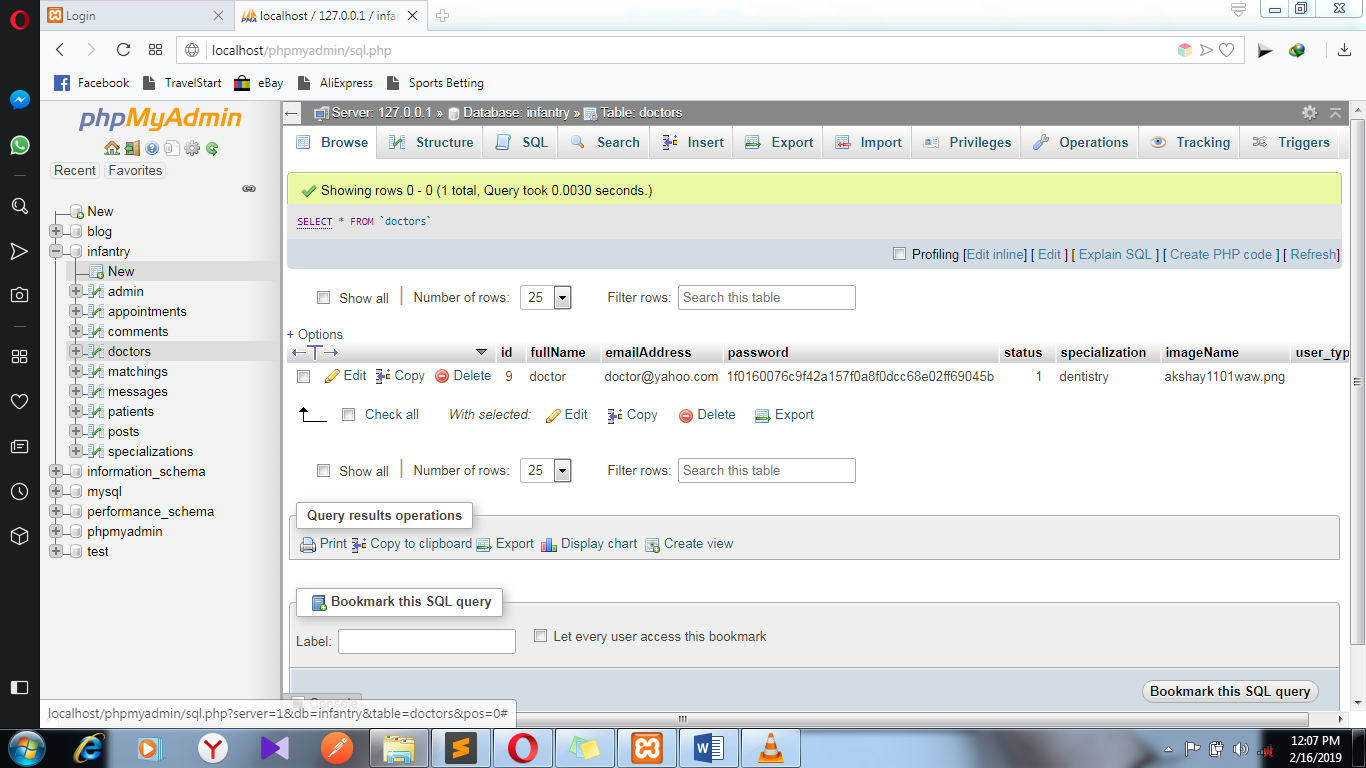 Login
localhost / 127.0.0.1 / infa
localhost/phpmyadmin/sql.php
Facebook TravelStart eBay AliExpress Sports Betting
phpMyAdmin
Recent Favorites
New
blog
infantry
New
admin
appointments
comments
doctors
matchings
messages
patients
posts
specializations
information_schema
mysql
performance_schema
phpmyadmin
test
Server: 127.0.0.1 » Database: infantry » Table: doctors
Browse Structure SQL Search Insert Export Import Privileges Operations Tracking Triggers
Showing rows 0 - 0 (1 total, Query took 0.0030 seconds.)
SELECT * FROM `doctors`
Profiling [Edit inline] [ Edit ] [ Explain SQL ] [ Create PHP code ] [ Refresh]
Show all Number of rows: 25 Filter rows: Search this table
+ Options
id fullName emailAddress password status specialization imageName user_typ
Edit Copy Delete 9 doctor doctor@yahoo.com 1f0160076c9f42a157f0a8f0dcc68e02ff69045b 1 dentistry akshay1101waw.png
Check all With selected: Edit Copy Delete Export
Show all Number of rows: 25 Filter rows: Search this table
Query results operations
Print Copy to clipboard Export Display chart Create view
Bookmark this SQL query
Label: Let every user access this bookmark
Bookmark this SQL query
Console
localhost/phpmyadmin/sql.php?server=1&db=infantry&table=doctors&pos=0#
12:07 PM
2/16/2019